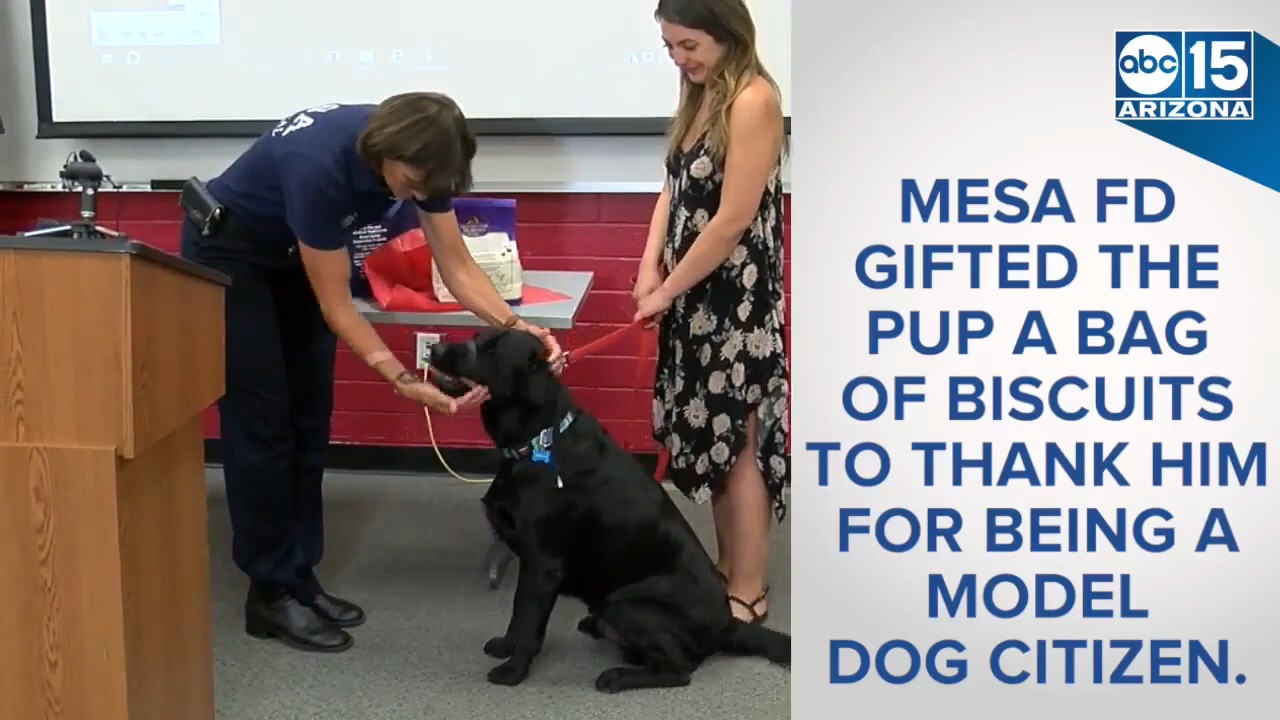 abc 15
ARIZONA
MESA FD
GIFTED THE
PUP A BAG
OF BISCUITS
TO THANK HIM
FOR BEING A
MODEL
DOG CITIZEN.